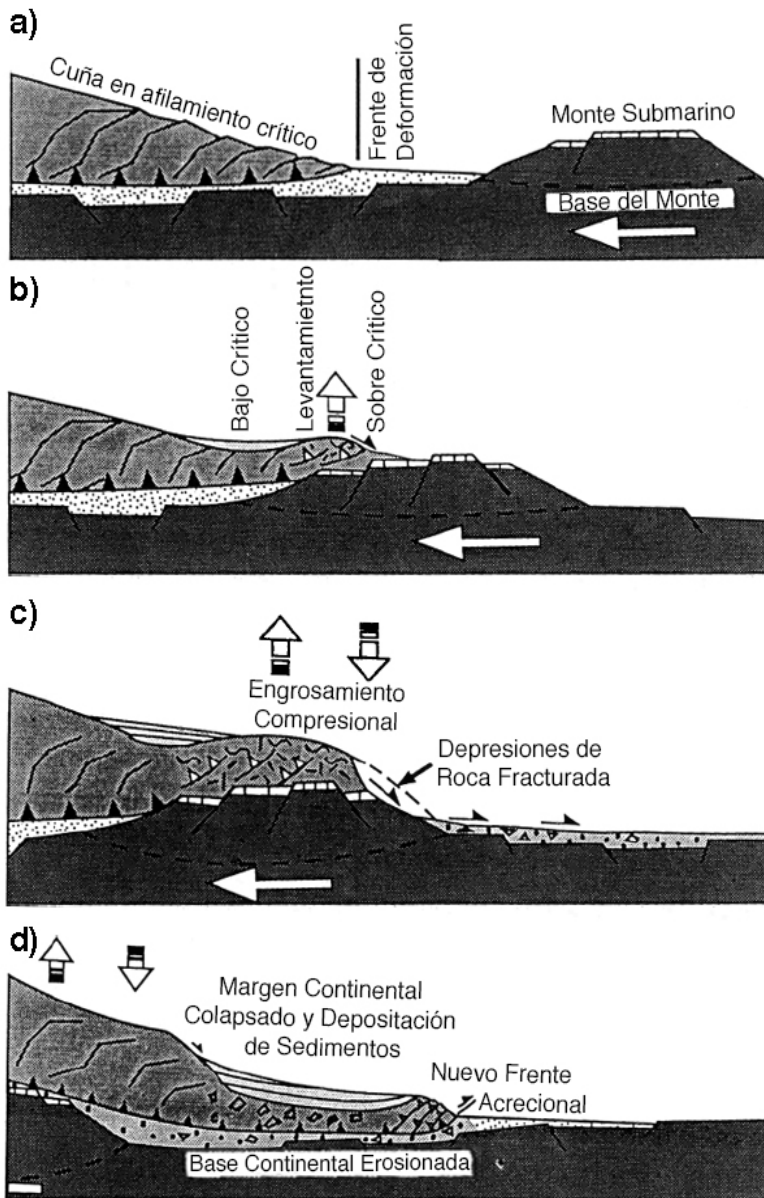 a)
Cuña en afilamiento crítico
Frente de
Deformación
Monte Submarino
Base del Monte
b)
Bajo Crítico
Levantamietnto
Sobre Crítico
c)
Engrosamiento
Compresional
Depresiones de
Roca Fracturada
d)
Margen Continental
Colapsado y Depositación
de Sedimentos
Nuevo Frente
Acrecional
Base Continental Erosionada